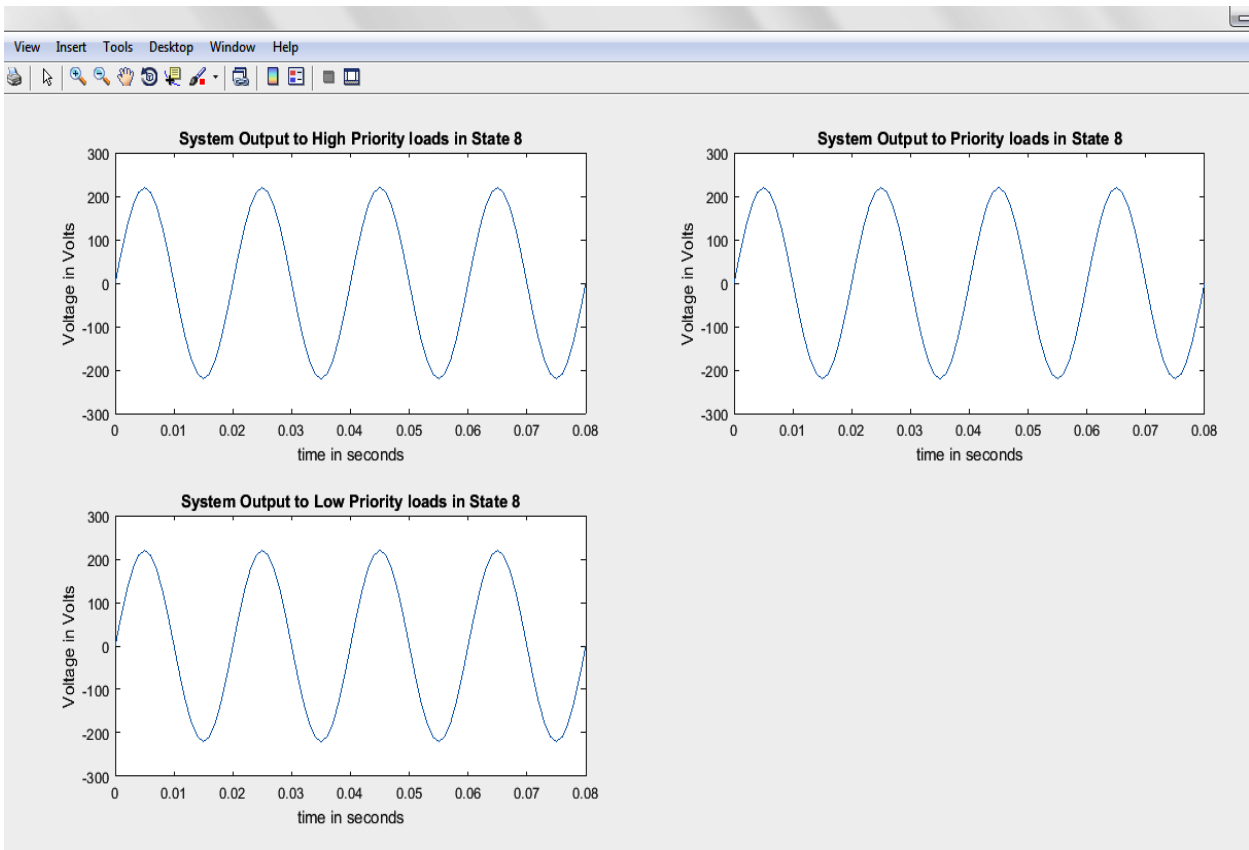 View Insert Tools Desktop Window Help
System Output to High Priority loads in State 8
300
200
100
0
-100
-200
-300
Voltage in Volts
0 0.01 0.02 0.03 0.04 0.05 0.06 0.07 0.08
time in seconds
System Output to Priority loads in State 8
300
200
100
0
-100
-200
-300
Voltage in Volts
0 0.01 0.02 0.03 0.04 0.05 0.06 0.07 0.08
time in seconds
System Output to Low Priority loads in State 8
300
200
100
0
-100
-200
-300
Voltage in Volts
0 0.01 0.02 0.03 0.04 0.05 0.06 0.07 0.08
time in seconds